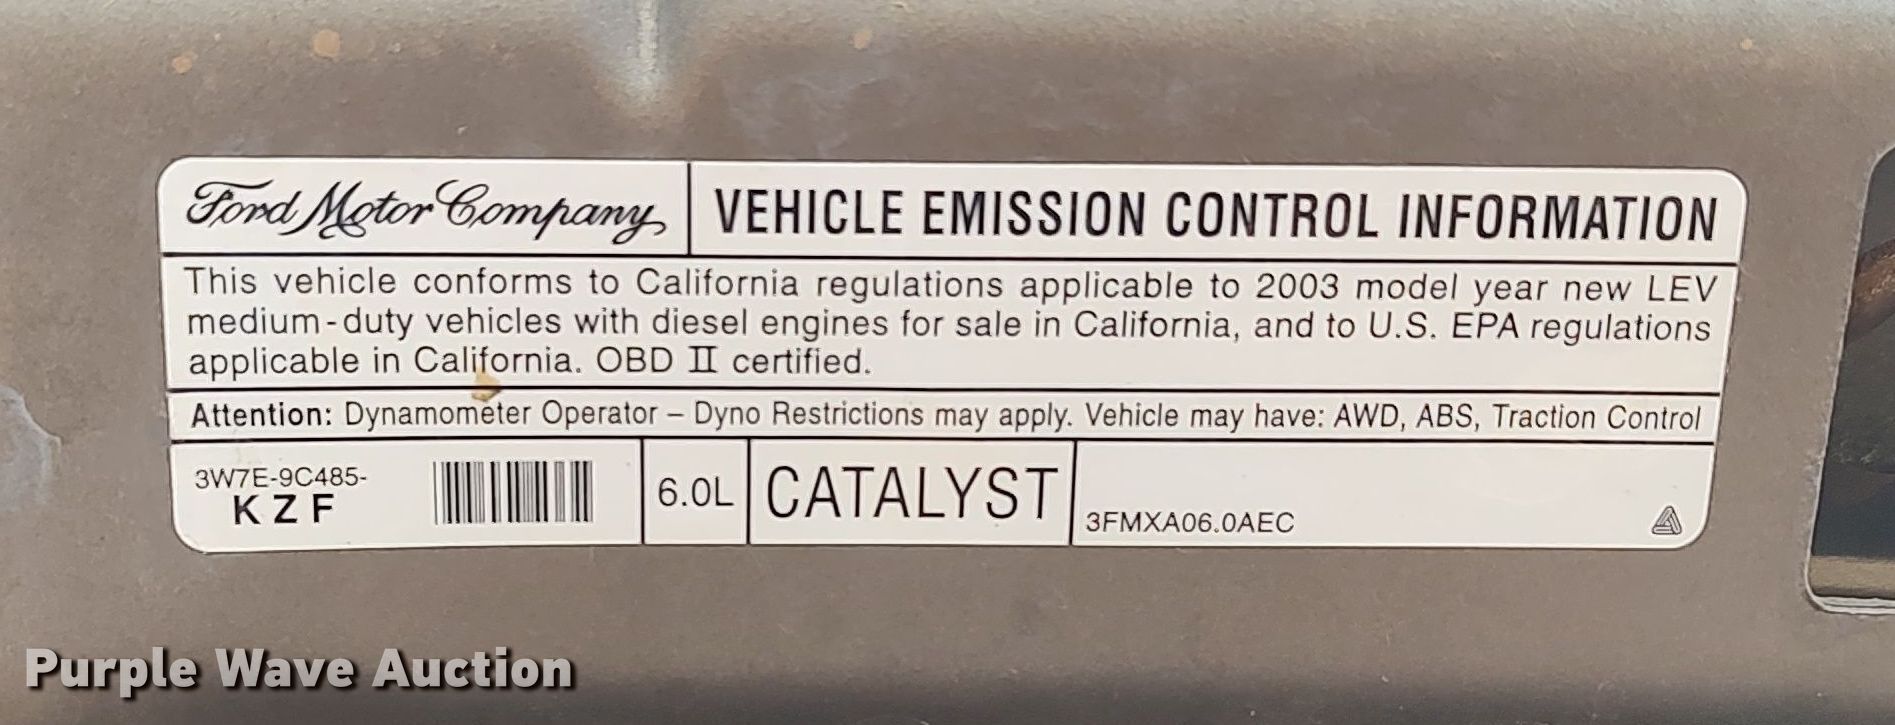 Ford Motor Company
VEHICLE EMISSION CONTROL INFORMATION
This vehicle conforms to California regulations applicable to 2003 model year new LEV
medium-duty vehicles with diesel engines for sale in California, and to U.S. EPA regulations
applicable in California. OBD II certified.
Attention: Dynamometer Operator – Dyno Restrictions may apply. Vehicle may have: AWD, ABS, Traction Control
3W7E-9C485-
KZF
6.0L
CATALYST
3FMXA06.0AEC
Purple Wave Auction